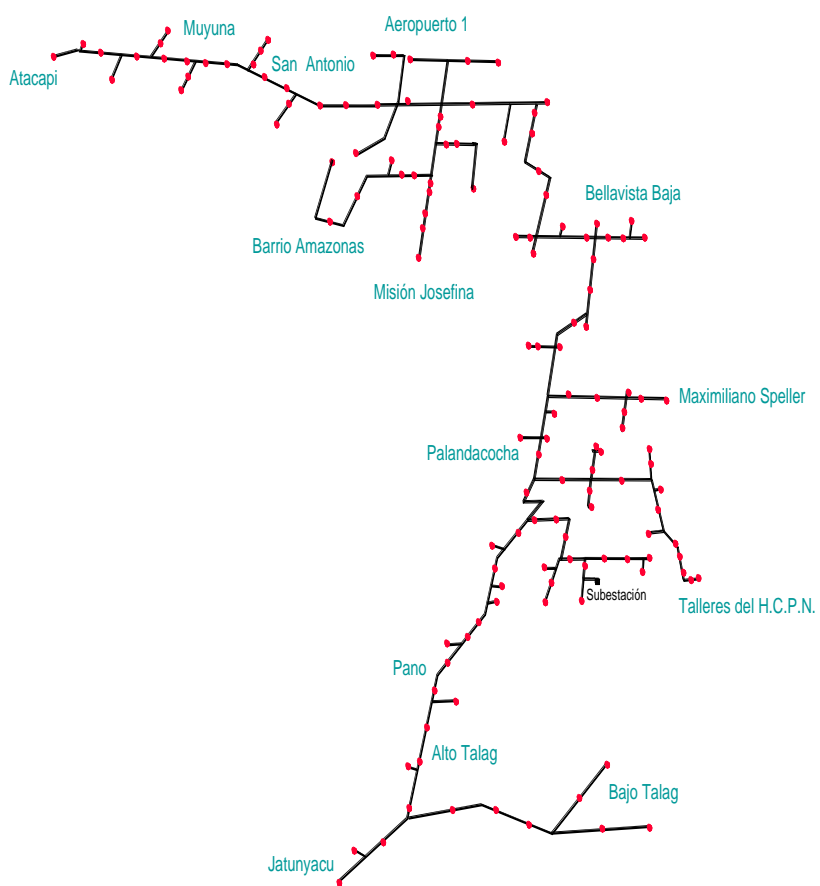 Aeropuerto 1
Muyuna
San Antonio
Atacapi
Bellavista Baja
Barrio Amazonas
Misión Josefina
Maximiliano Speller
Palandacocha
Subestación
Talleres del H.C.P.N.
Pano
Alto Talag
Bajo Talag
Jatunyacu